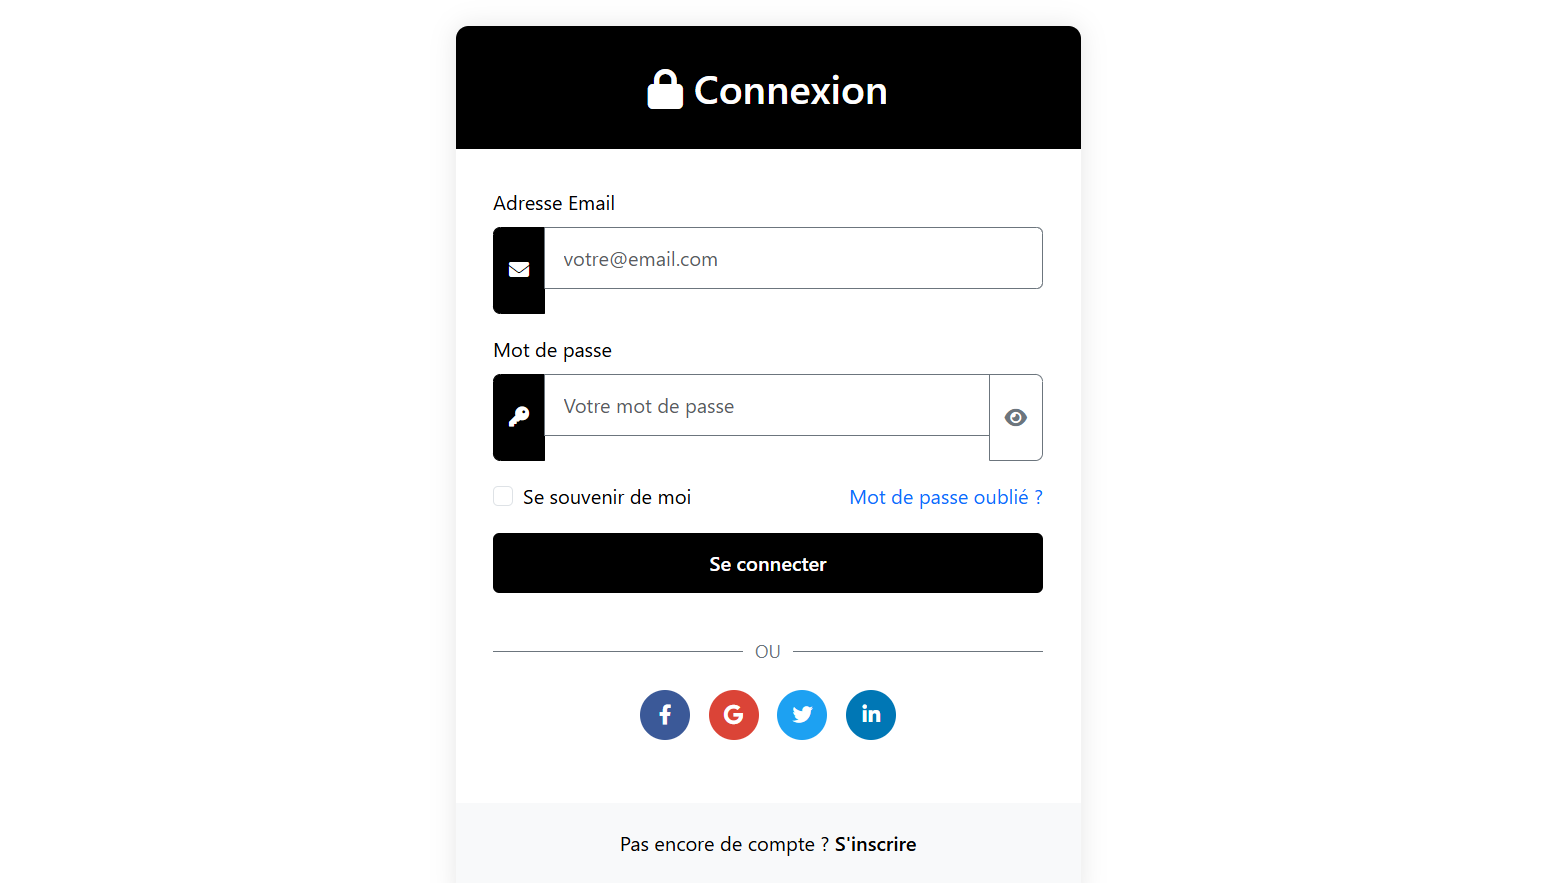 Connexion
Adresse Email
votre@email.com
Mot de passe
Votre mot de passe
Se souvenir de moi
Mot de passe oublié ?
Se connecter
OU
Pas encore de compte ? S'inscrire